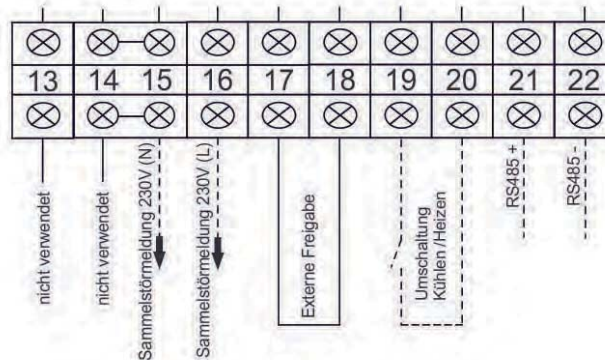 13 14 15 16 17 18 19 20 21 22
nicht verwendet
nicht verwendet
Sammelstörmeldung 230V (N)
Sammelstörmeldung 230V (L)
Externe Freigabe
Umschaltung
Kühlen /Heizen
RS485 +
RS485 -